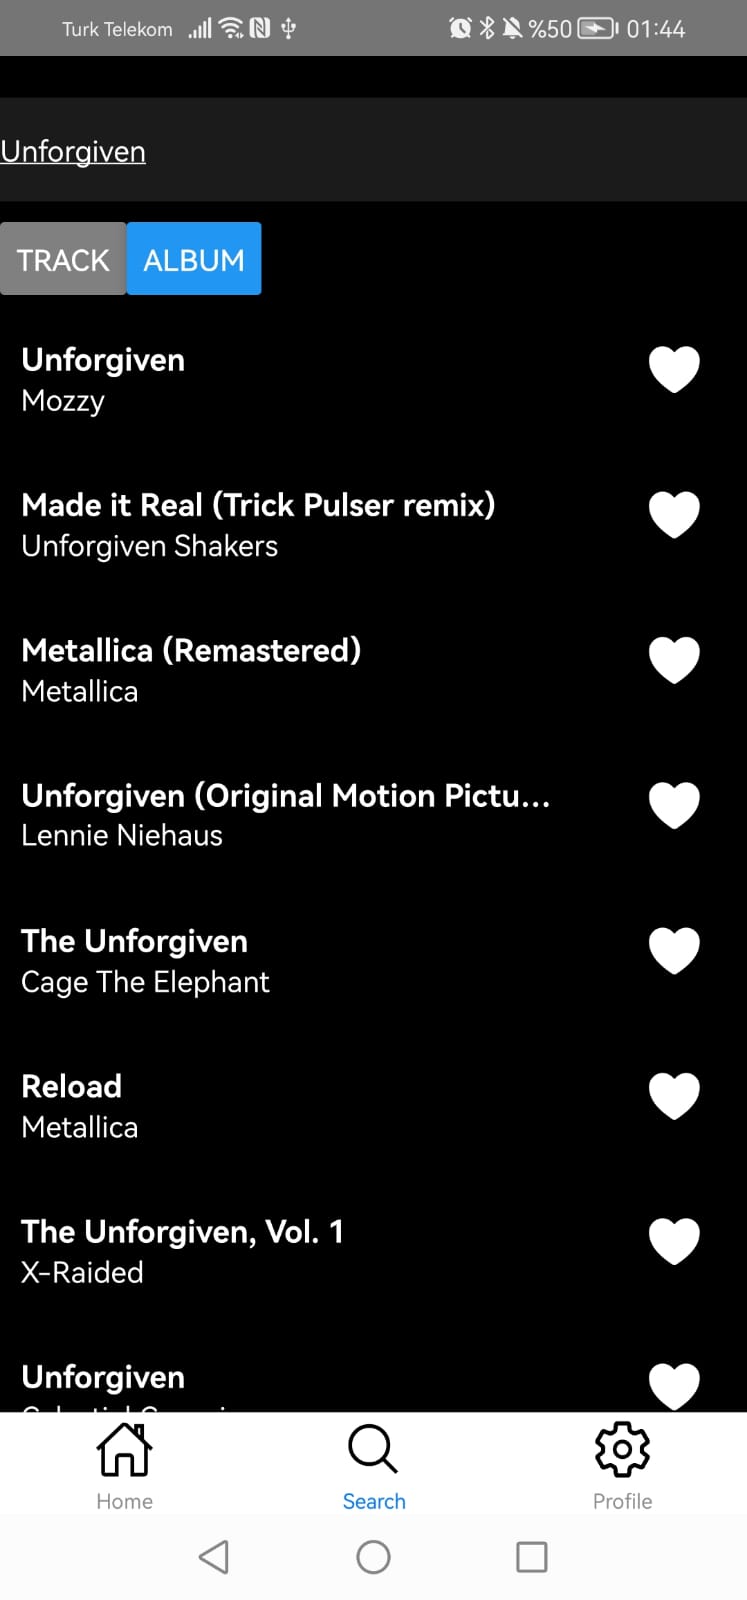 Turk Telekom %50 01:44
Unforgiven
TRACK ALBUM
Unforgiven
Mozzy
Made it Real (Trick Pulser remix)
Unforgiven Shakers
Metallica (Remastered)
Metallica
Unforgiven (Original Motion Pictu...
Lennie Niehaus
The Unforgiven
Cage The Elephant
Reload
Metallica
The Unforgiven, Vol. 1
X-Raided
Unforgiven
Home Search Profile